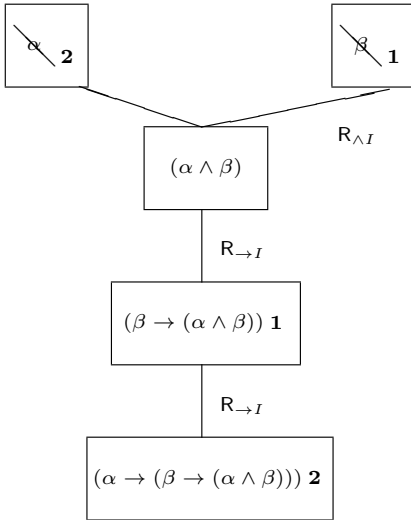 α 2 β 1
R∧I
(α ∧ β)
R→I
(β → (α ∧ β)) 1
R→I
(α → (β → (α ∧ β))) 2